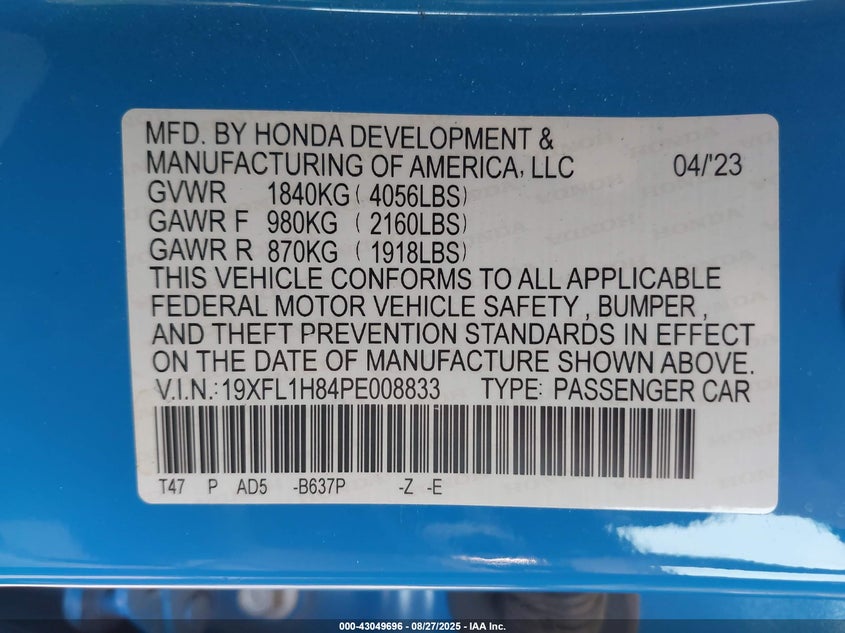 MFD. BY HONDA DEVELOPMENT &
MANUFACTURING OF AMERICA, LLC 04/'23
GVWR 1840KG ( 4056LBS)
GAWR F 980KG ( 2160LBS)
GAWR R 870KG ( 1918LBS)
THIS VEHICLE CONFORMS TO ALL APPLICABLE
FEDERAL MOTOR VEHICLE SAFETY , BUMPER ,
AND THEFT PREVENTION STANDARDS IN EFFECT
ON THE DATE OF MANUFACTURE SHOWN ABOVE.
V.I.N.: 19XFL1H84PE008833 TYPE: PASSENGER CAR
T47 P AD5 -B637P -Z -E
000-43049696 - 08/27/2025 - IAA Inc.